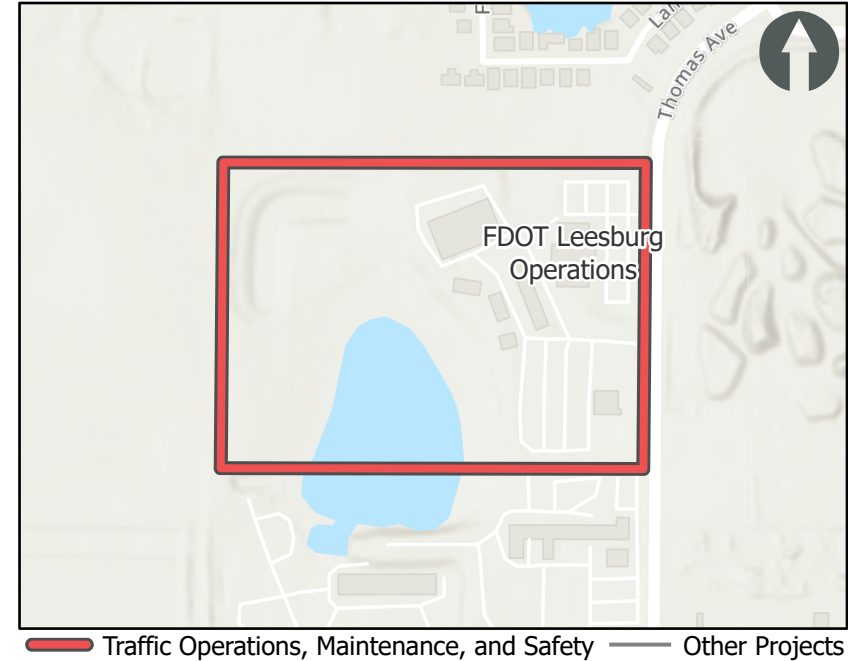 Thomas Ave
FDOT Leesburg
Operations
Traffic Operations, Maintenance, and Safety
Other Projects